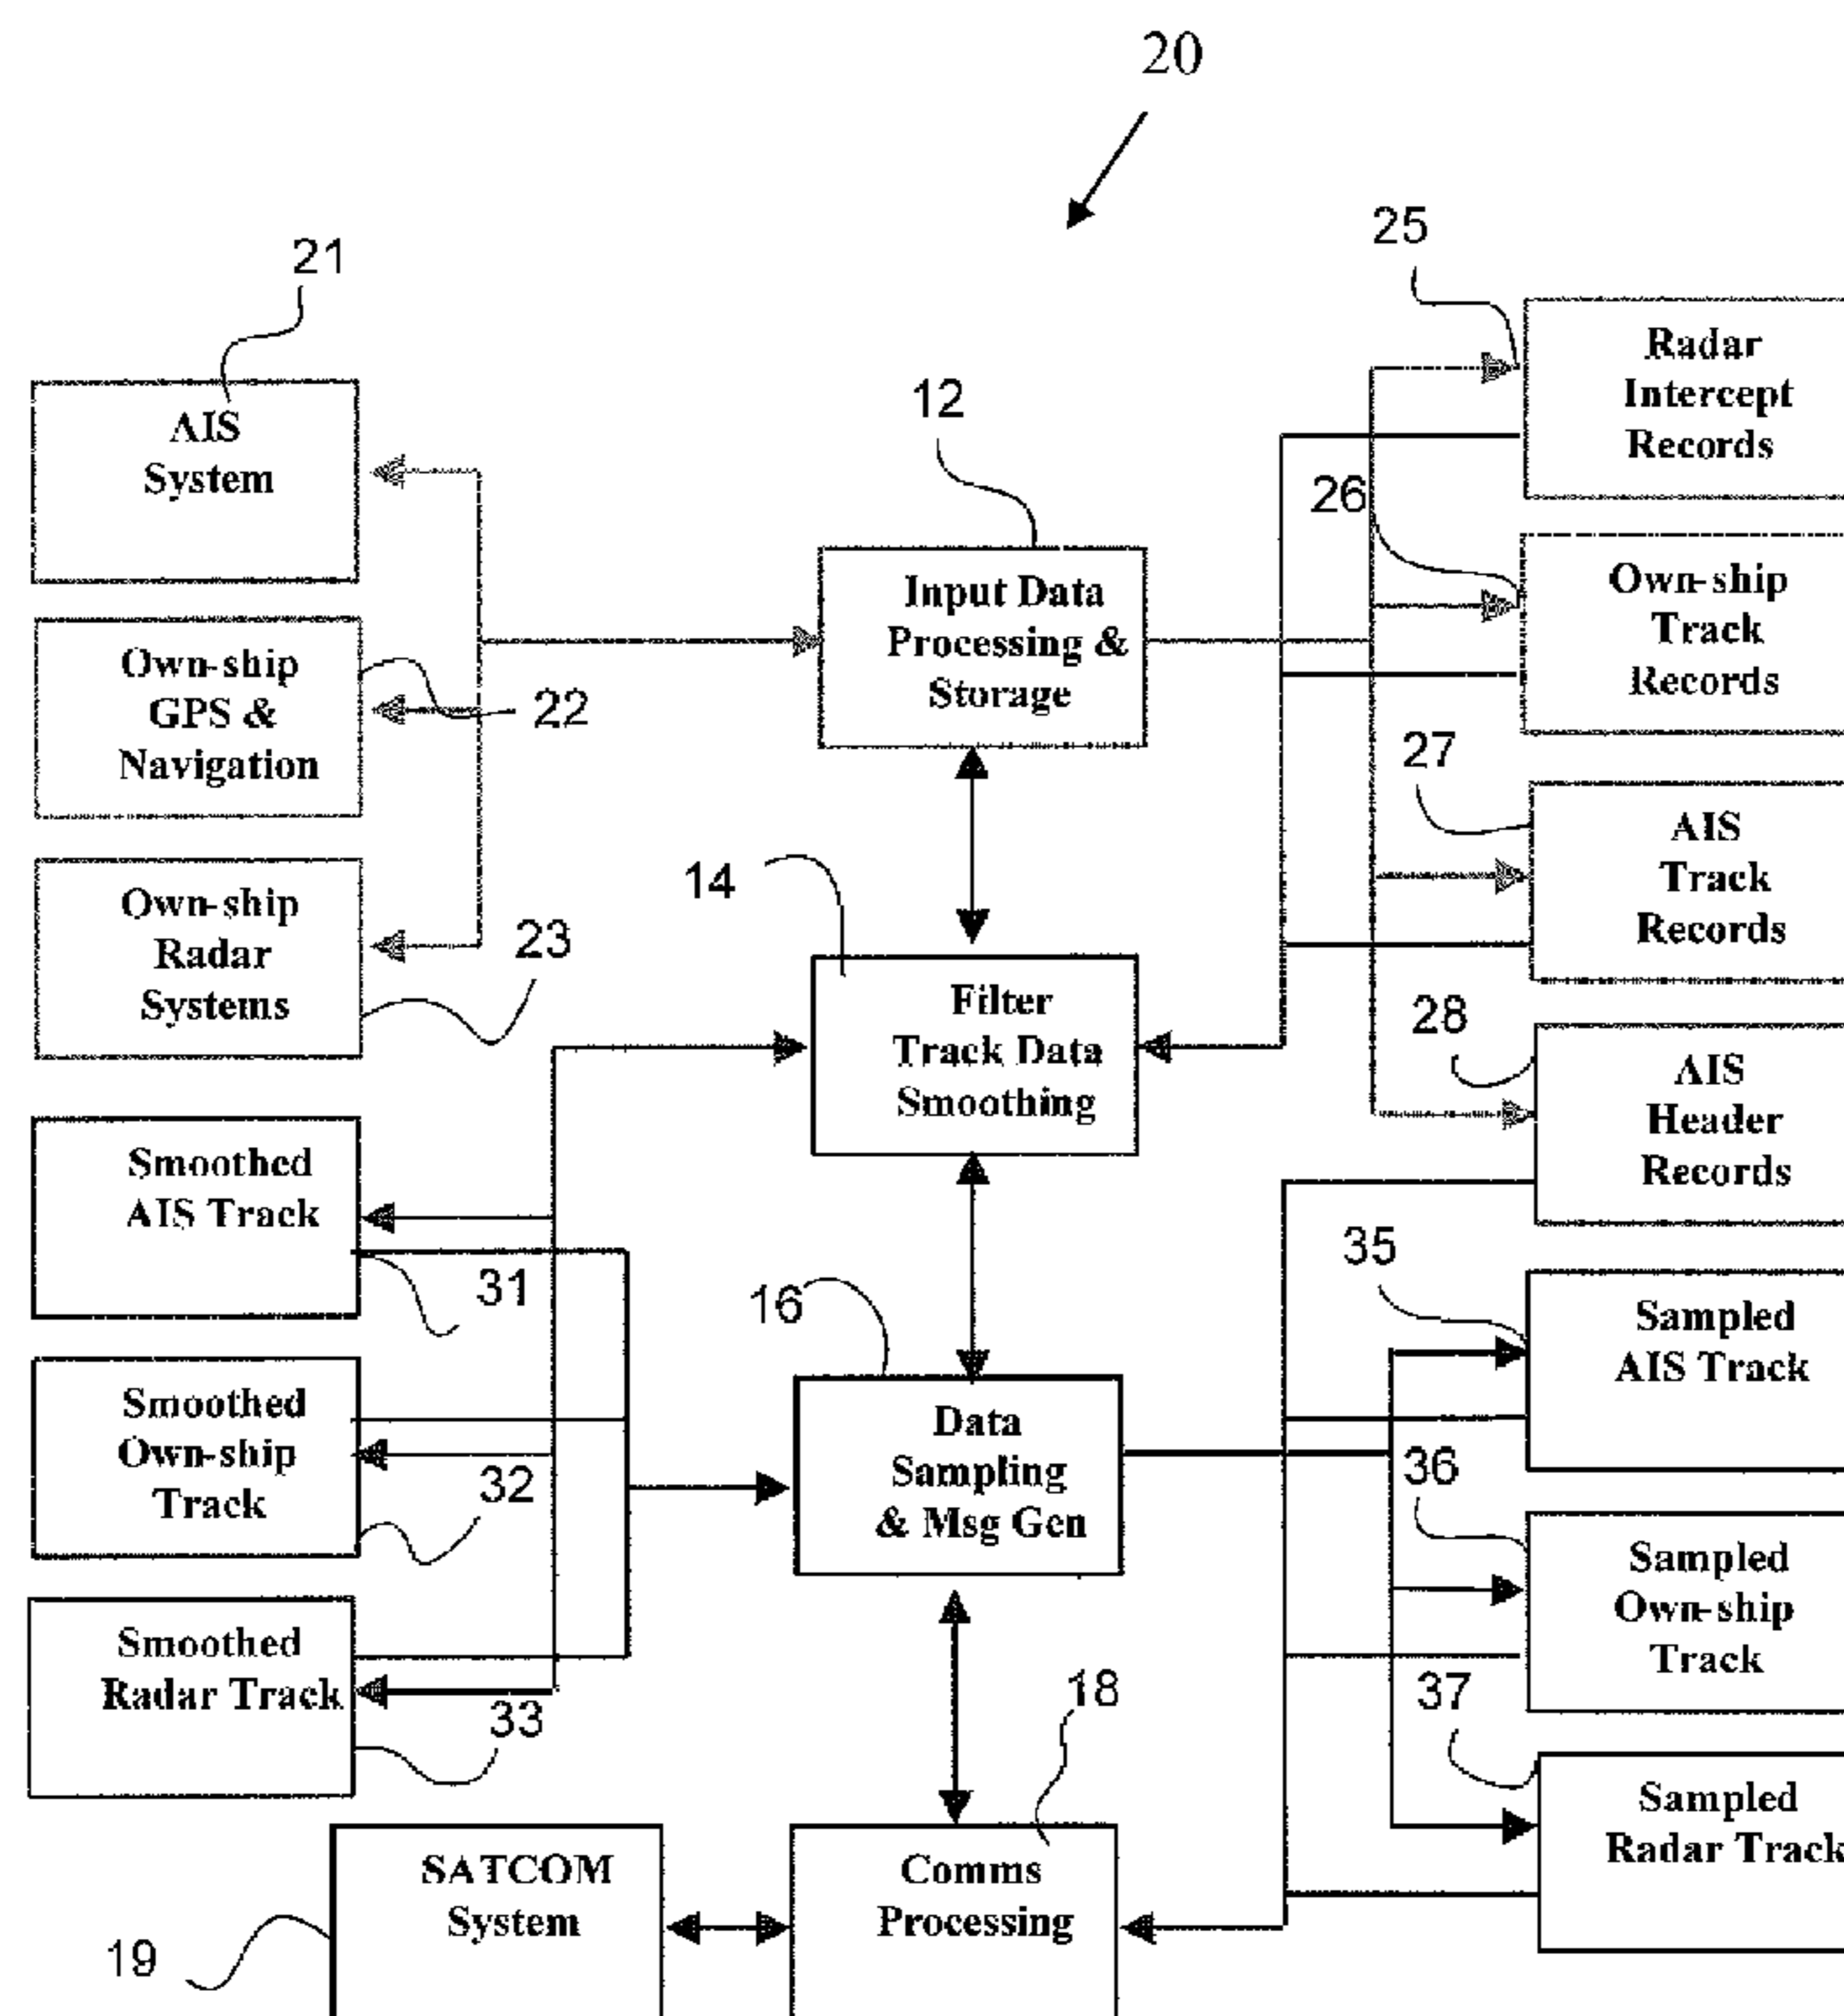 20
21
AIS
System
Own-ship
GPS &
Navigation
22
Own-ship
Radar
Systems
23
Smoothed
AIS Track
31
Smoothed
Own-ship
Track
32
Smoothed
Radar Track
33
SATCOM
System
19
12
Input Data
Processing &
Storage
14
Filter
Track Data
Smoothing
16
Data
Sampling
& Msg Gen
18
Comms
Processing
25
Radar
Intercept
Records
26
Own-ship
Track
Records
27
AIS
Track
Records
28
AIS
Header
Records
35
Sampled
AIS Track
36
Sampled
Own-ship
Track
37
Sampled
Radar Track